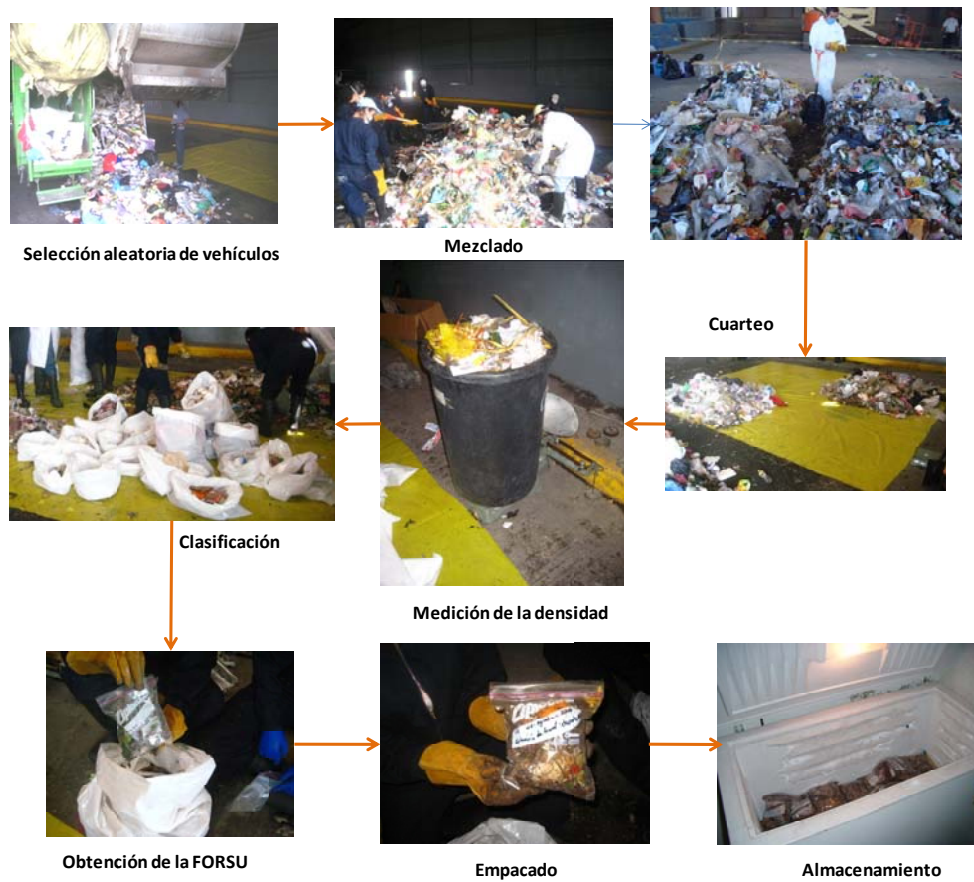 Selección aleatoria de vehículos
Mezclado
Cuarteo
Medición de la densidad
Clasificación
Obtención de la FORSU
Empacado
Almacenamiento